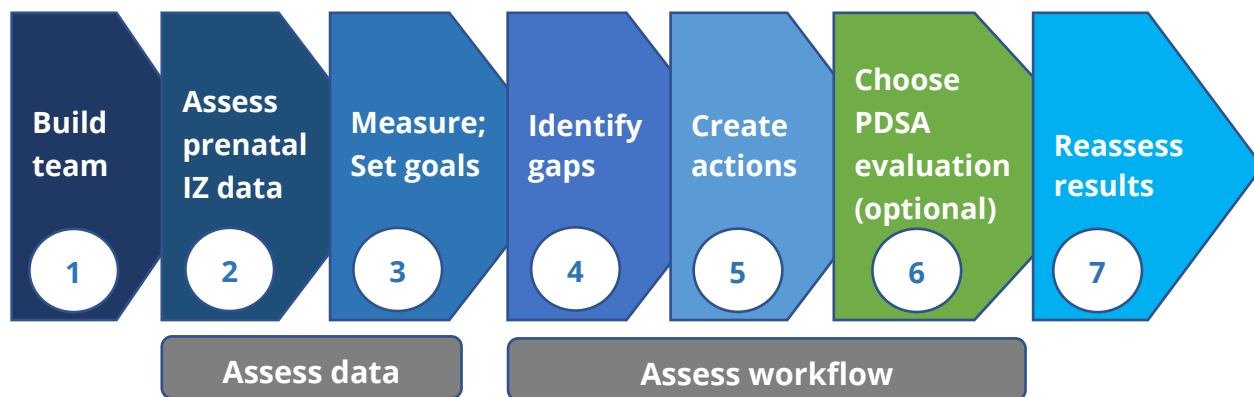 Build
team
1
Assess
prenatal
IZ data
2
Measure;
Set goals
3
Identify
gaps
4
Create
actions
5
Choose
PDSA
evaluation
(optional)
6
Reassess
results
7
Assess data
Assess workflow